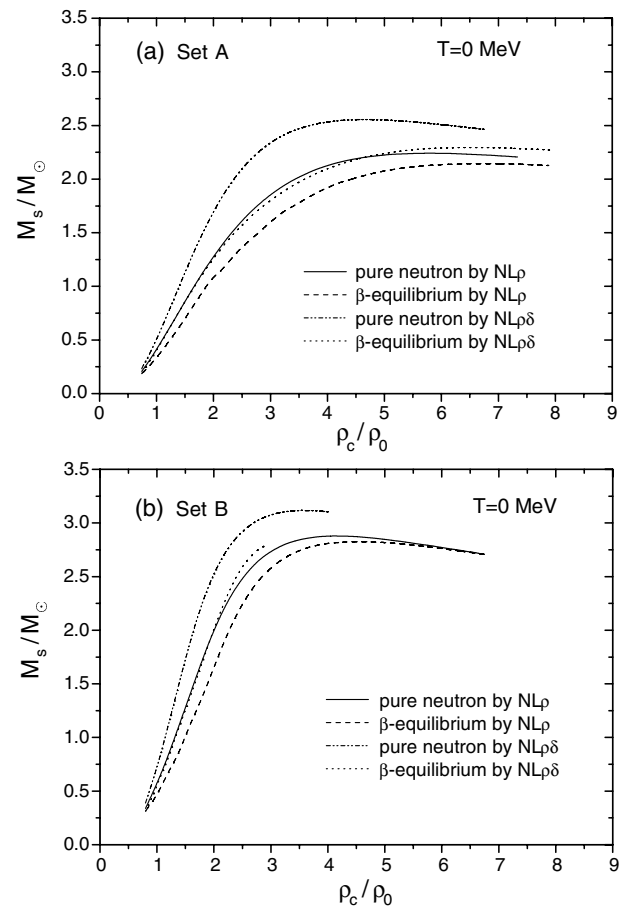 (a) Set A
T=0 MeV
3.5
3.0
2.5
2.0
1.5
1.0
0.5
0.0
M_s/M_⊙
pure neutron by NLρ
β-equilibrium by NLρ
pure neutron by NLρδ
β-equilibrium by NLρδ
0 1 2 3 4 5 6 7 8 9
ρ_c/ρ_0
(b) Set B
T=0 MeV
3.5
3.0
2.5
2.0
1.5
1.0
0.5
0.0
M_s/M_⊙
pure neutron by NLρ
β-equilibrium by NLρ
pure neutron by NLρδ
β-equilibrium by NLρδ
0 1 2 3 4 5 6 7 8 9
ρ_c/ρ_0